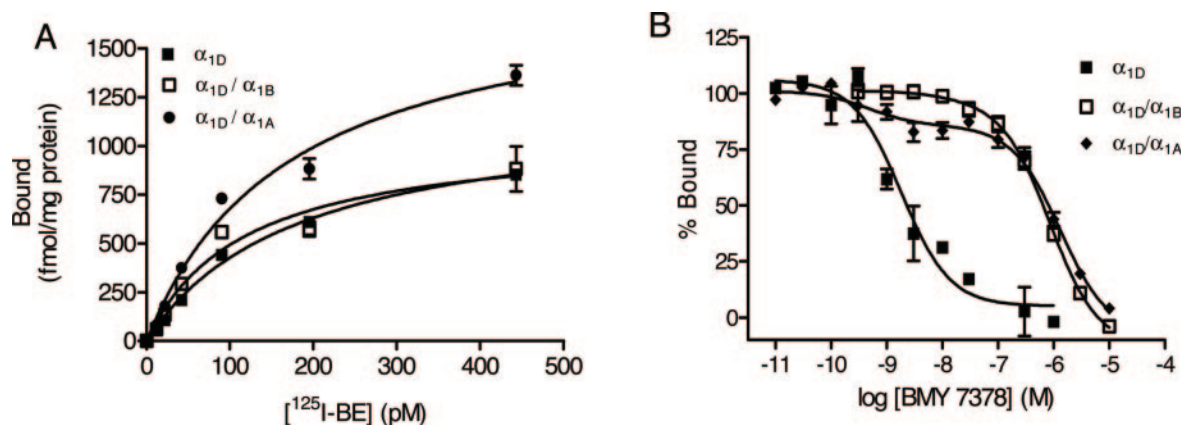 A
1500
1250
1000
750
500
250
0
Bound
(fmol/mg protein)
α1D
α1D / α1B
α1D / α1A
0 100 200 300 400 500
[¹²⁵I-BE] (pM)
B
125
100
75
50
25
0
% Bound
α1D
α1D/α1B
α1D/α1A
-11 -10 -9 -8 -7 -6 -5 -4
log [BMY 7378] (M)